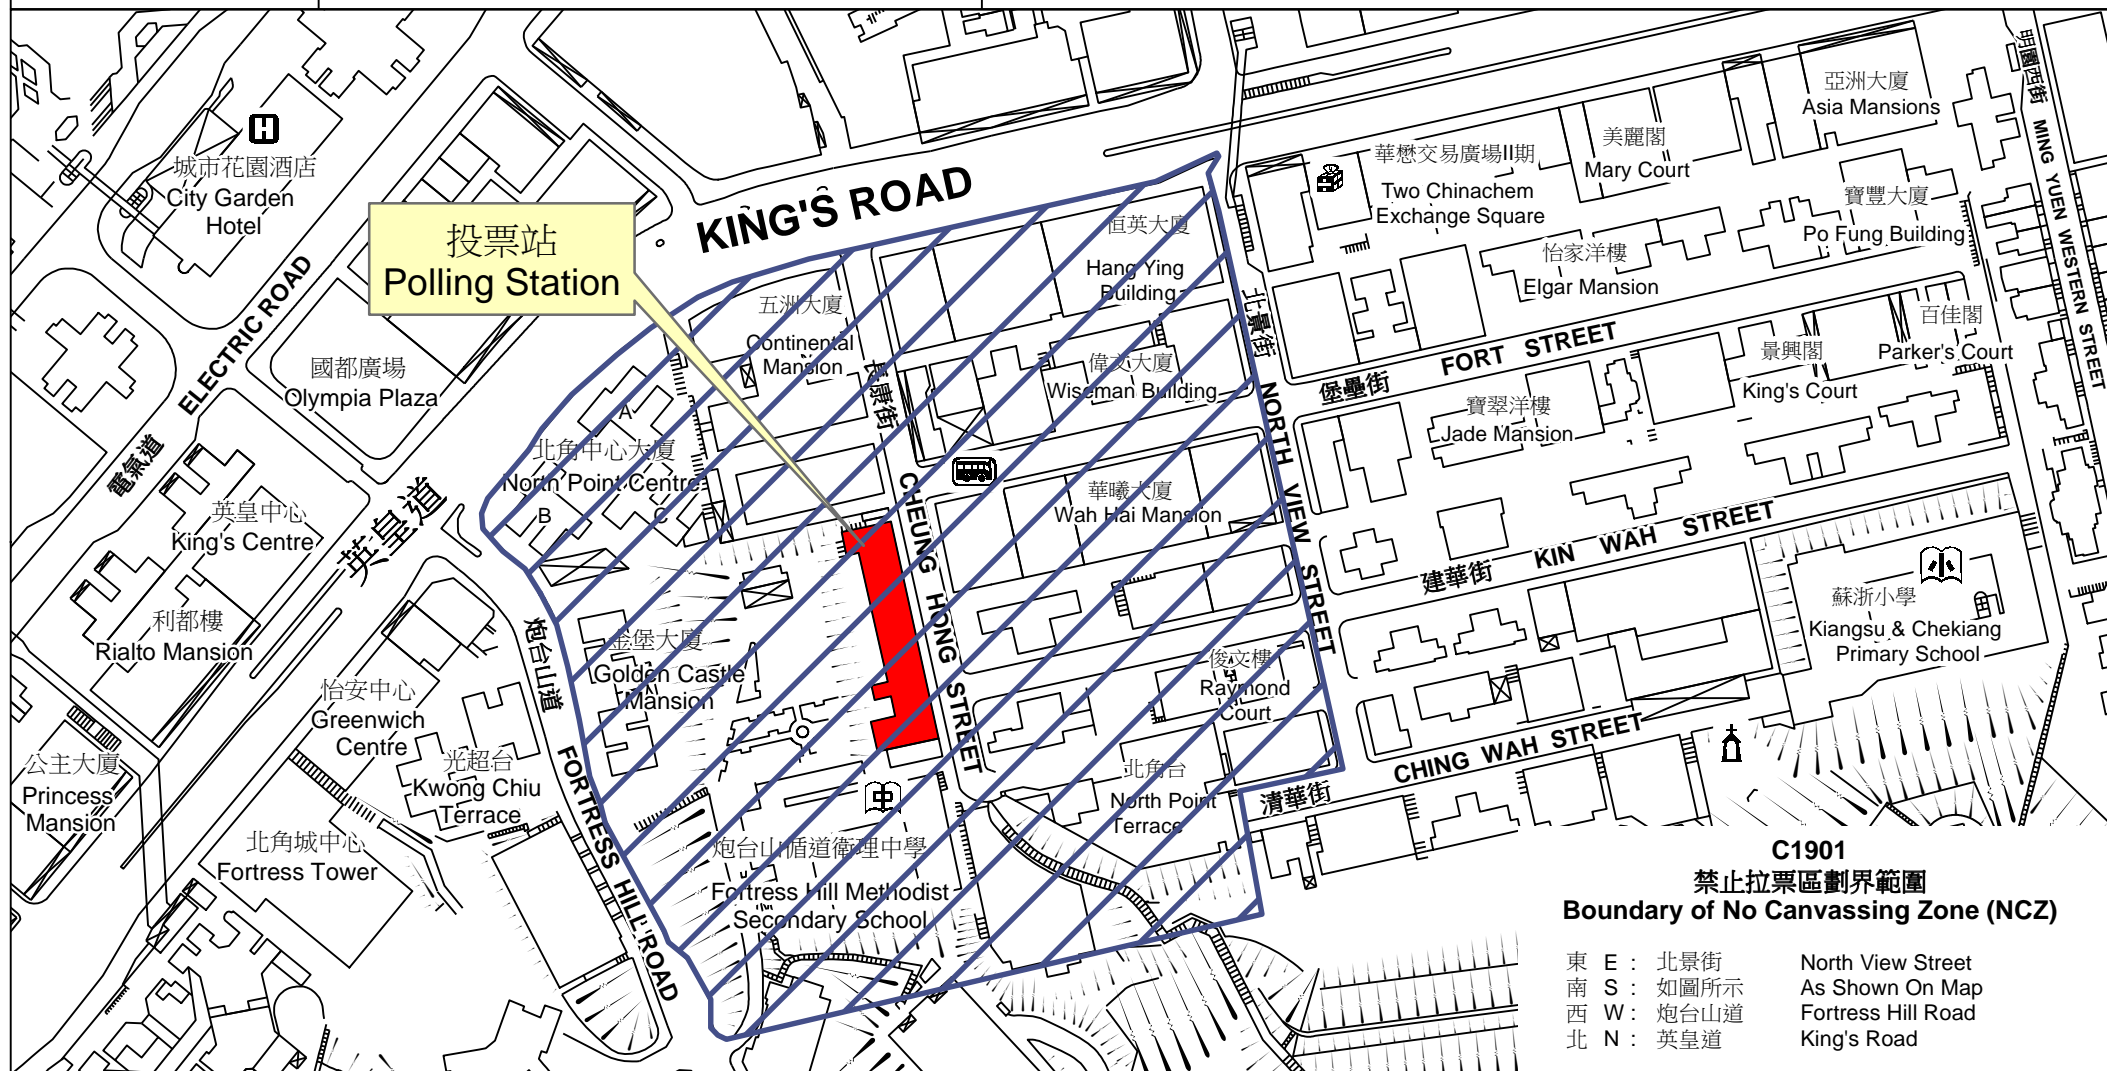 城市花園酒店
City Garden
Hotel
投票站
Polling Station
KING'S ROAD
英皇道
ELECTRIC ROAD
電氣道
國都廣場
Olympia Plaza
英皇中心
King's Centre
利都樓
Rialto Mansion
公主大廈
Princess
Mansion
怡安中心
Greenwich
Centre
光超台
Kwong Chiu
Terrace
北角城中心
Fortress Tower
炮台山道
FORTRESS HILL ROAD
五洲大廈
Continental
Mansion
A
北角中心大廈
North Point Centre
B
C
金堡大廈
Golden Castle
Mansion
中
炮台山循道衛理中學
Fortress Hill Methodist
Secondary School
長康街
CHEUNG HONG STREET
恒英大廈
Hang Ying
Building
偉文大廈
Wiseman Building
華曦大廈
Wah Hai Mansion
俊文樓
Raymond
Court
北角台
North Point
Terrace
北景街
NORTH VIEW STREET
華懋交易廣場II期
Two Chinachem
Exchange Square
美麗閣
Mary Court
亞洲大廈
Asia Mansions
寶豐大廈
Po Fung Building
怡家洋樓
Elgar Mansion
明園西街
MING YUEN WESTERN STREET
堡壘街
FORT STREET
百佳閣
Parker's Court
景興閣
King's Court
寶翠洋樓
Jade Mansion
建華街
KIN WAH STREET
小
蘇浙小學
Kiangsu & Chekiang
Primary School
清華街
CHING WAH STREET
C1901
禁止拉票區劃界範圍
Boundary of No Canvassing Zone (NCZ)
東 E : 北景街 North View Street
南 S : 如圖所示 As Shown On Map
西 W : 炮台山道 Fortress Hill Road
北 N : 英皇道 King's Road